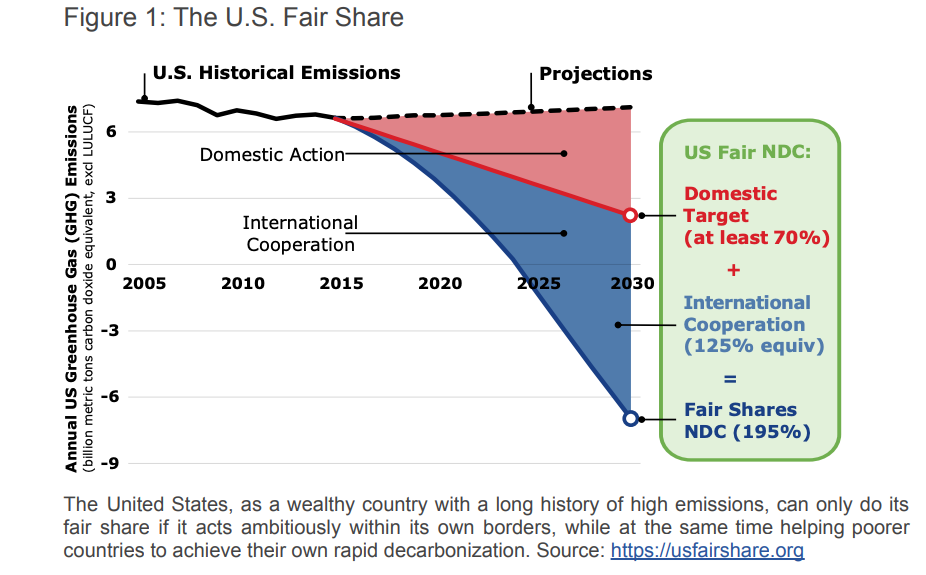 Figure 1: The U.S. Fair Share
U.S. Historical Emissions
Projections
Annual US Greenhouse Gas (GHG) Emissions
(billion metric tons carbon doxide equivalent, excl LULUCF)
6
3
0
-3
-6
-9
2005 2010 2015 2020 2025 2030
Domestic Action
International
Cooperation
US Fair NDC:
Domestic
Target
(at least 70%)
+
International
Cooperation
(125% equiv)
=
Fair Shares
NDC (195%)
The United States, as a wealthy country with a long history of high emissions, can only do its
fair share if it acts ambitiously within its own borders, while at the same time helping poorer
countries to achieve their own rapid decarbonization. Source: https://usfairshare.org